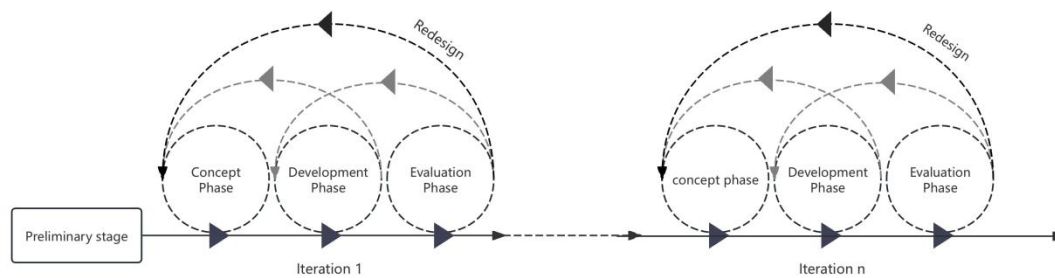 Redesign
Concept
Phase
Development
Phase
Evaluation
Phase
Preliminary stage
Iteration 1
Redesign
concept phase
Development
Phase
Evaluation
Phase
Iteration n